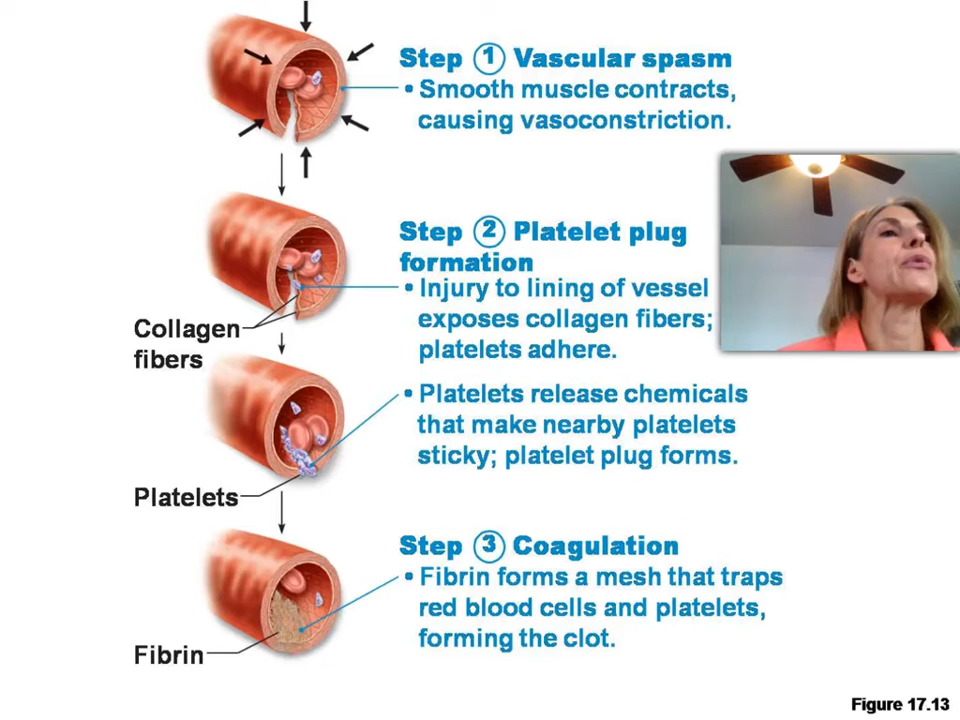 Step 1 Vascular spasm
• Smooth muscle contracts,
causing vasoconstriction.
Step 2 Platelet plug
formation
• Injury to lining of vessel
exposes collagen fibers;
platelets adhere.
Collagen
fibers
• Platelets release chemicals
that make nearby platelets
sticky; platelet plug forms.
Platelets
Step 3 Coagulation
• Fibrin forms a mesh that traps
red blood cells and platelets,
forming the clot.
Fibrin
Figure 17.13